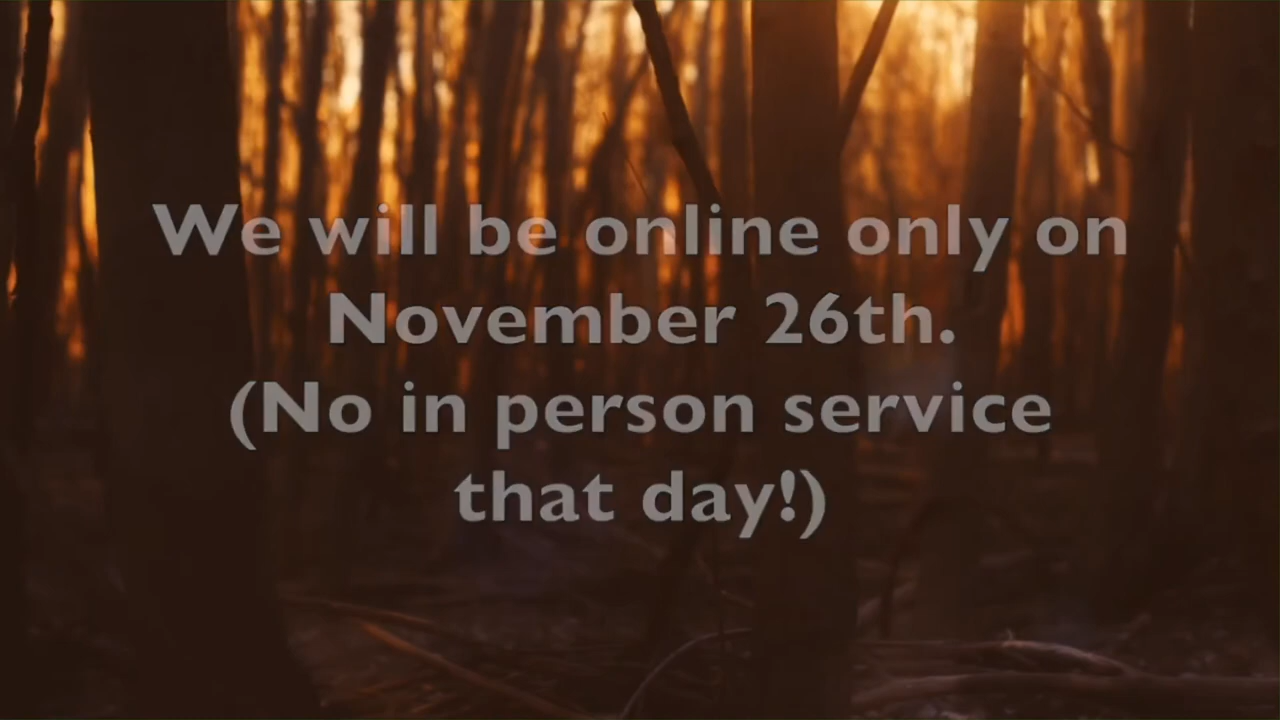 We will be online only on
November 26th.
(No in person service
that day!)